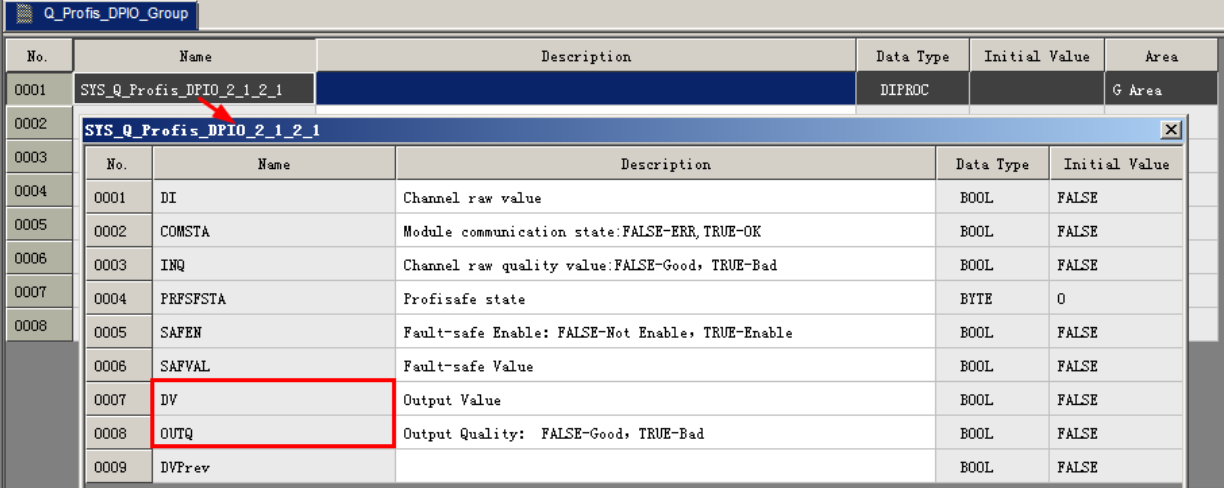 Q_Profis_DPIO_Group
No. Name Description Data Type Initial Value Area
0001 SYS_Q_Profis_DPIO_2_1_2_1 DIPROC G Area
0002
0003
0004
0005
0006
0007
0008
SYS_Q_Profis_DPIO_2_1_2_1
No. Name Description Data Type Initial Value
0001 DI Channel raw value BOOL FALSE
0002 COMSTA Module communication state:FALSE-ERR,TRUE-OK BOOL FALSE
0003 INQ Channel raw quality value:FALSE-Good，TRUE-Bad BOOL FALSE
0004 PRFSFSTA Profisafe state BYTE 0
0005 SAFEN Fault-safe Enable: FALSE-Not Enable，TRUE-Enable BOOL FALSE
0006 SAFVAL Fault-safe Value BOOL FALSE
0007 DV Output Value BOOL FALSE
0008 OUTQ Output Quality: FALSE-Good，TRUE-Bad BOOL FALSE
0009 DVPrev BOOL FALSE